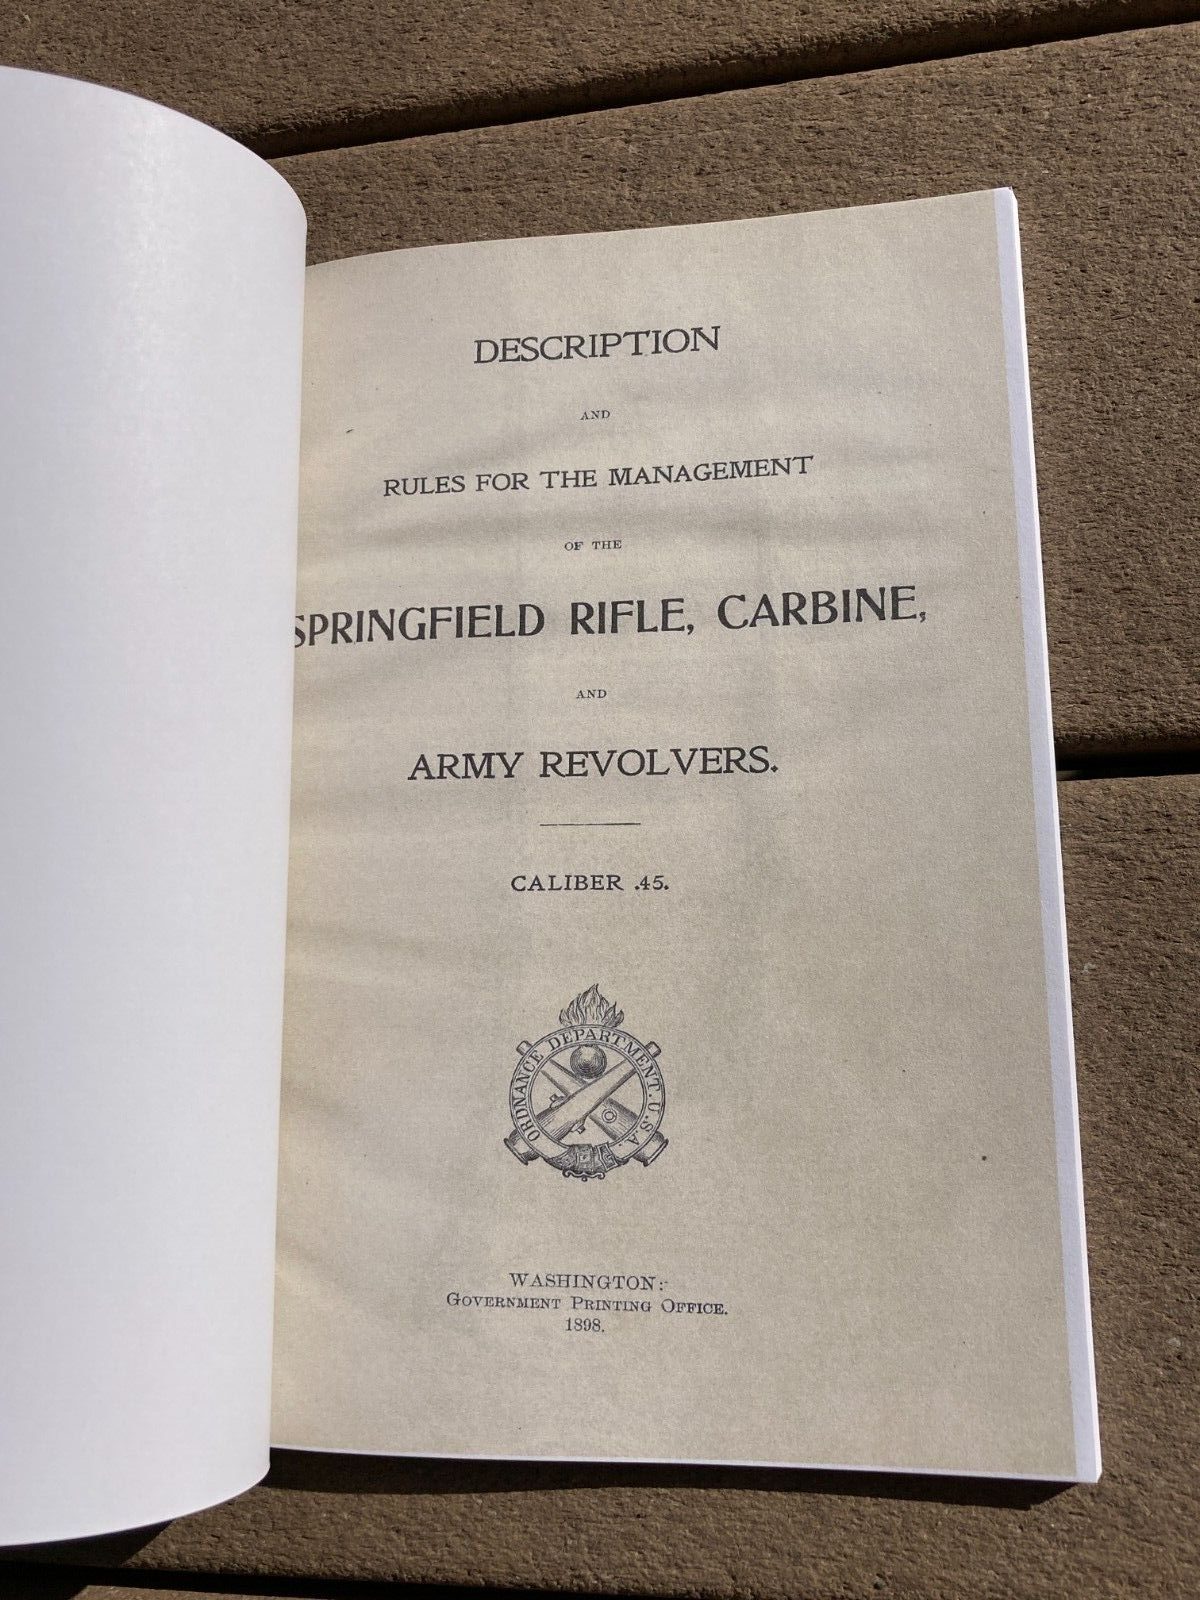 DESCRIPTION
AND
RULES FOR THE MANAGEMENT
OF THE
SPRINGFIELD RIFLE, CARBINE,
AND
ARMY REVOLVERS.
CALIBER .45.
ORDNANCE DEPARTMENT. U.S.A.
WASHINGTON:
GOVERNMENT PRINTING OFFICE.
1898.